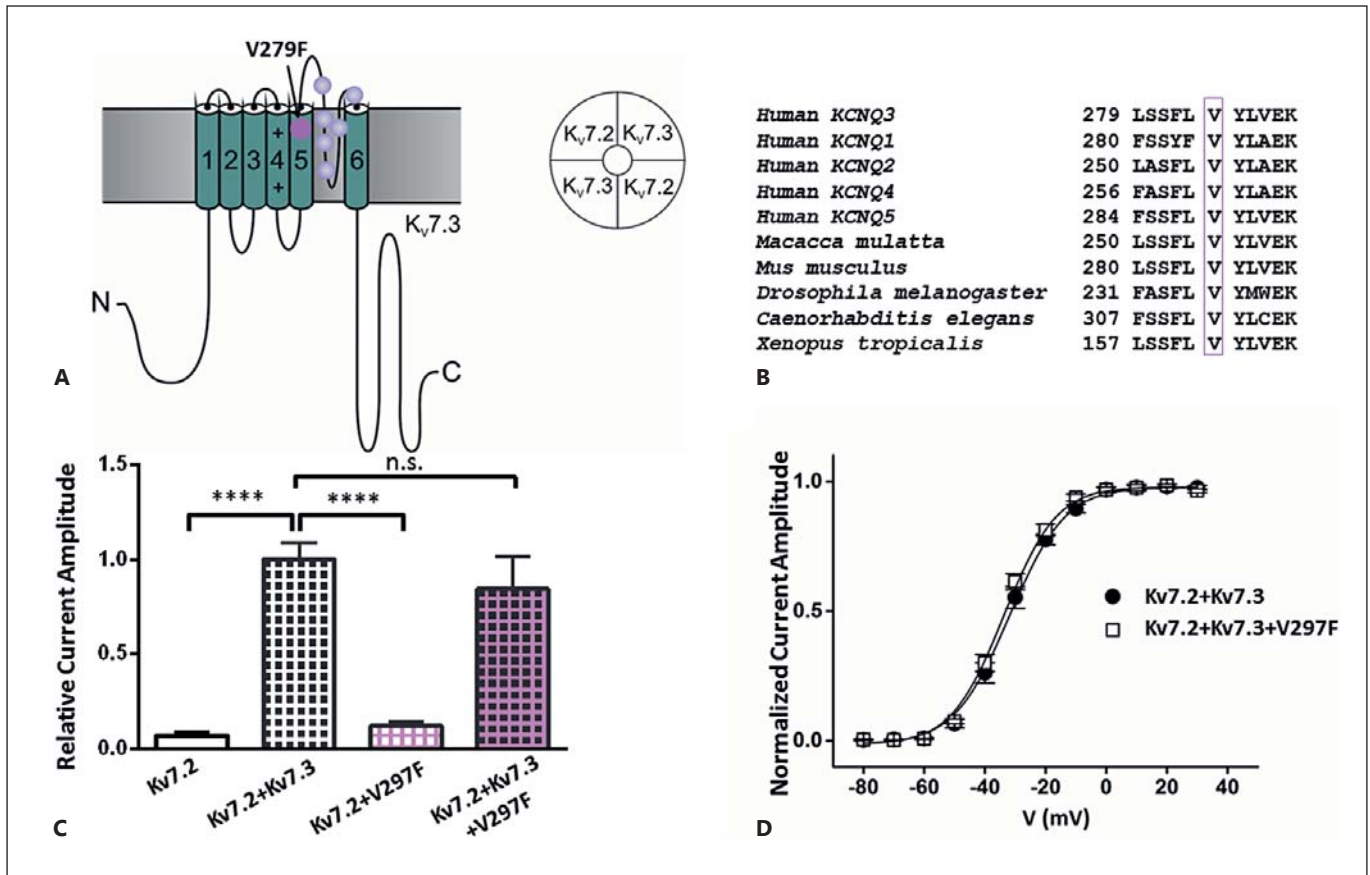 V279F
+
1 2 3 4 5 6
+
Kv7.3
N
C
A
Kv7.2 Kv7.3
Kv7.3 Kv7.2
Human KCNQ3 279 LSSFL V YLVEK
Human KCNQ1 280 FSSYF V YLAEK
Human KCNQ2 250 LASFL V YLAEK
Human KCNQ4 256 FASFL V YLAEK
Human KCNQ5 284 FSSFL V YLVEK
Macacca mulatta 250 LSSFL V YLVEK
Mus musculus 280 LSSFL V YLVEK
Drosophila melanogaster 231 FASFL V YMWEK
Caenorhabditis elegans 307 FSSFL V YLCEK
Xenopus tropicalis 157 LSSFL V YLVEK
B
Relative Current Amplitude
1.5
1.0
0.5
0.0
n.s.
**** ****
Kv7.2
Kv7.2+Kv7.3
Kv7.2+V297F
Kv7.2+Kv7.3
+V297F
C
Normalized Current Amplitude
1.0
0.5
0.0
Kv7.2+Kv7.3
Kv7.2+Kv7.3+V297F
-80 -60 -40 -20 0 20 40
V (mV)
D